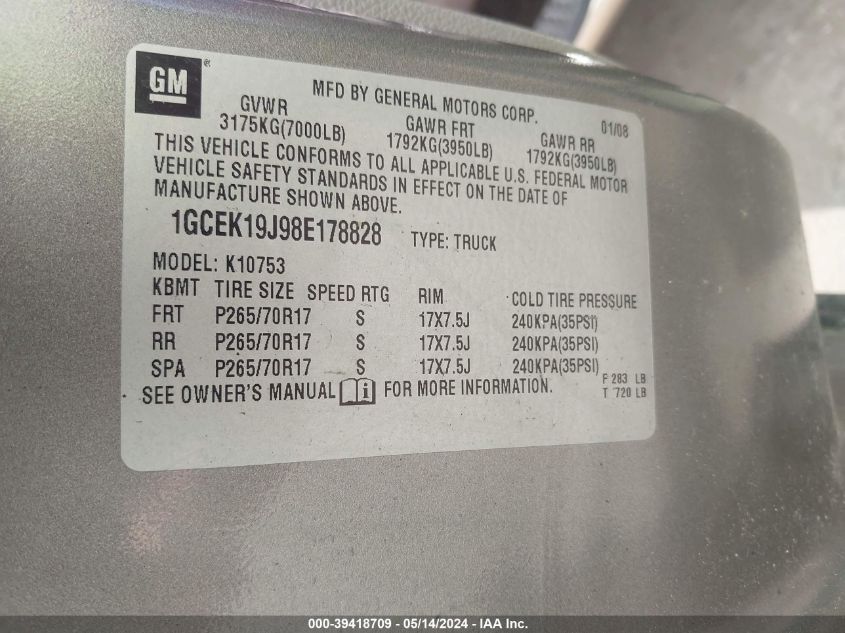 GM®
MFD BY GENERAL MOTORS CORP. 01/08
GVWR GAWR FRT GAWR RR
3175KG(7000LB) 1792KG(3950LB) 1792KG(3950LB)
THIS VEHICLE CONFORMS TO ALL APPLICABLE U.S. FEDERAL MOTOR
VEHICLE SAFETY STANDARDS IN EFFECT ON THE DATE OF
MANUFACTURE SHOWN ABOVE.
1GCEK19J98E178828 TYPE: TRUCK
MODEL: K10753
KBMT TIRE SIZE SPEED RTG RIM COLD TIRE PRESSURE
FRT P265/70R17 S 17X7.5J 240KPA(35PSI)
RR P265/70R17 S 17X7.5J 240KPA(35PSI)
SPA P265/70R17 S 17X7.5J 240KPA(35PSI)
SEE OWNER'S MANUAL i FOR MORE INFORMATION.
F 283 LB
T 720 LB
000-39418709 - 05/14/2024 - IAA Inc.